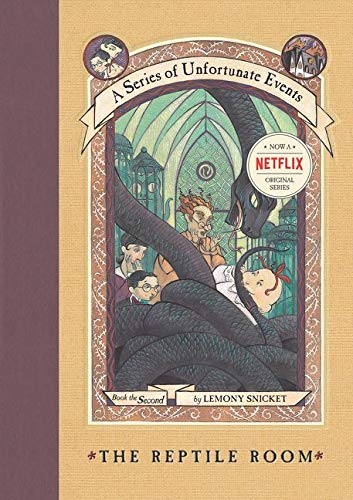 A Series of Unfortunate Events
NOW A
NETFLIX
ORIGINAL
SERIES
Book the Second
by LEMONY SNICKET
*THE REPTILE ROOM*